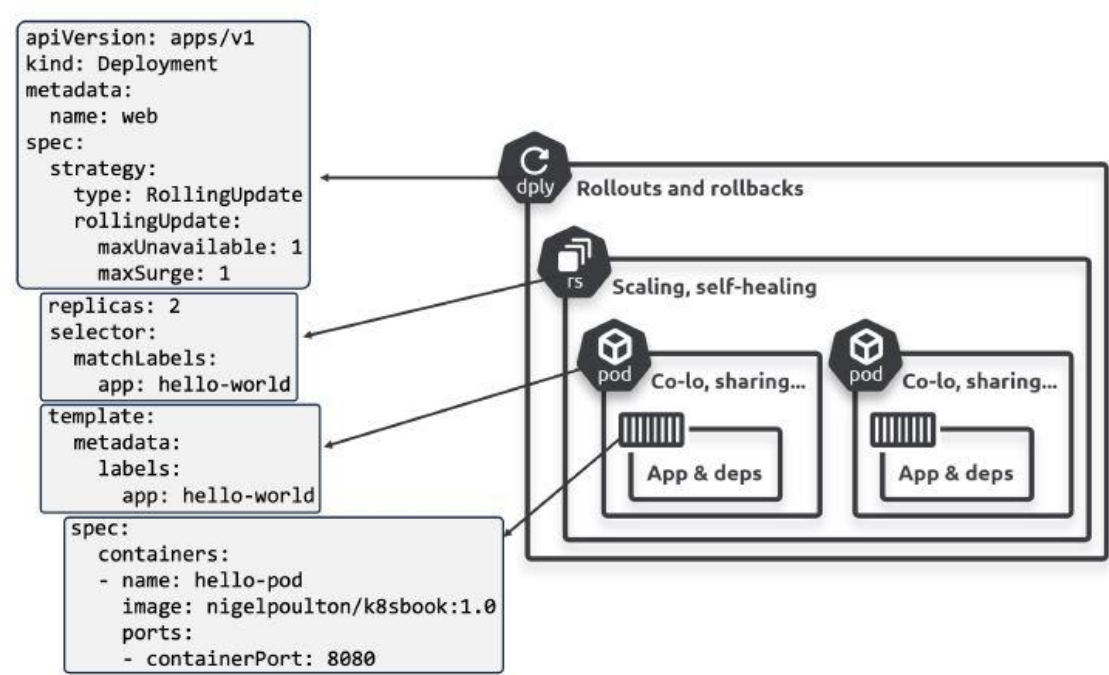 apiVersion: apps/v1
kind: Deployment
metadata:
  name: web
spec:
  strategy:
    type: RollingUpdate
    rollingUpdate:
      maxUnavailable: 1
      maxSurge: 1
replicas: 2
selector:
  matchLabels:
    app: hello-world
template:
  metadata:
    labels:
      app: hello-world
spec:
  containers:
  - name: hello-pod
    image: nigelpoulton/k8sbook:1.0
    ports:
    - containerPort: 8080
dply
Rollouts and rollbacks
rs
Scaling, self-healing
pod
Co-lo, sharing...
App & deps
pod
Co-lo, sharing...
App & deps